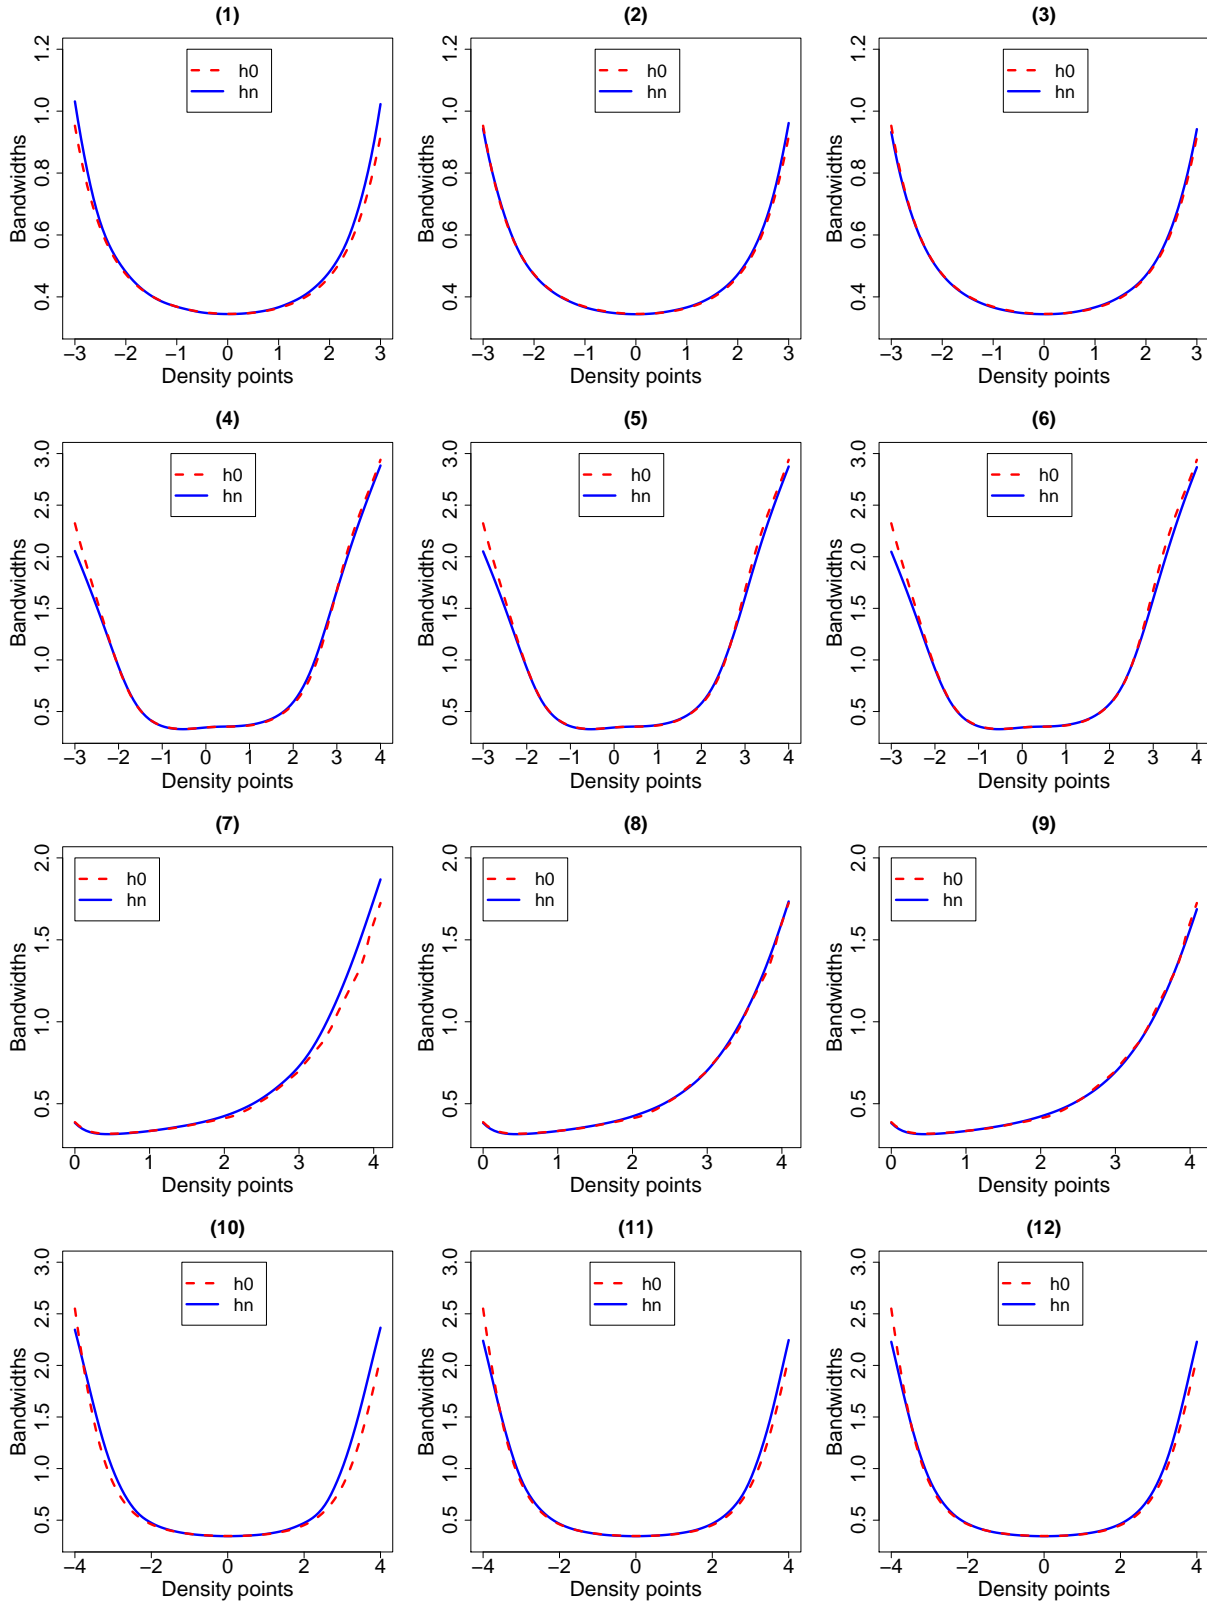 (1)
1.2
1.0
0.8
0.6
0.4
Bandwidths
h0
hn
−3 −2 −1 0 1 2 3
Density points
(2)
1.2
1.0
0.8
0.6
0.4
Bandwidths
h0
hn
−3 −2 −1 0 1 2 3
Density points
(3)
1.2
1.0
0.8
0.6
0.4
Bandwidths
h0
hn
−3 −2 −1 0 1 2 3
Density points
(4)
3.0
2.5
2.0
1.5
1.0
0.5
Bandwidths
h0
hn
−3 −2 −1 0 1 2 3 4
Density points
(5)
3.0
2.5
2.0
1.5
1.0
0.5
Bandwidths
h0
hn
−3 −2 −1 0 1 2 3 4
Density points
(6)
3.0
2.5
2.0
1.5
1.0
0.5
Bandwidths
h0
hn
−3 −2 −1 0 1 2 3 4
Density points
(7)
2.0
1.5
1.0
0.5
Bandwidths
h0
hn
0 1 2 3 4
Density points
(8)
2.0
1.5
1.0
0.5
Bandwidths
h0
hn
0 1 2 3 4
Density points
(9)
2.0
1.5
1.0
0.5
Bandwidths
h0
hn
0 1 2 3 4
Density points
(10)
3.0
2.5
2.0
1.5
1.0
0.5
Bandwidths
h0
hn
−4 −2 0 2 4
Density points
(11)
3.0
2.5
2.0
1.5
1.0
0.5
Bandwidths
h0
hn
−4 −2 0 2 4
Density points
(12)
3.0
2.5
2.0
1.5
1.0
0.5
Bandwidths
h0
hn
−4 −2 0 2 4
Density points